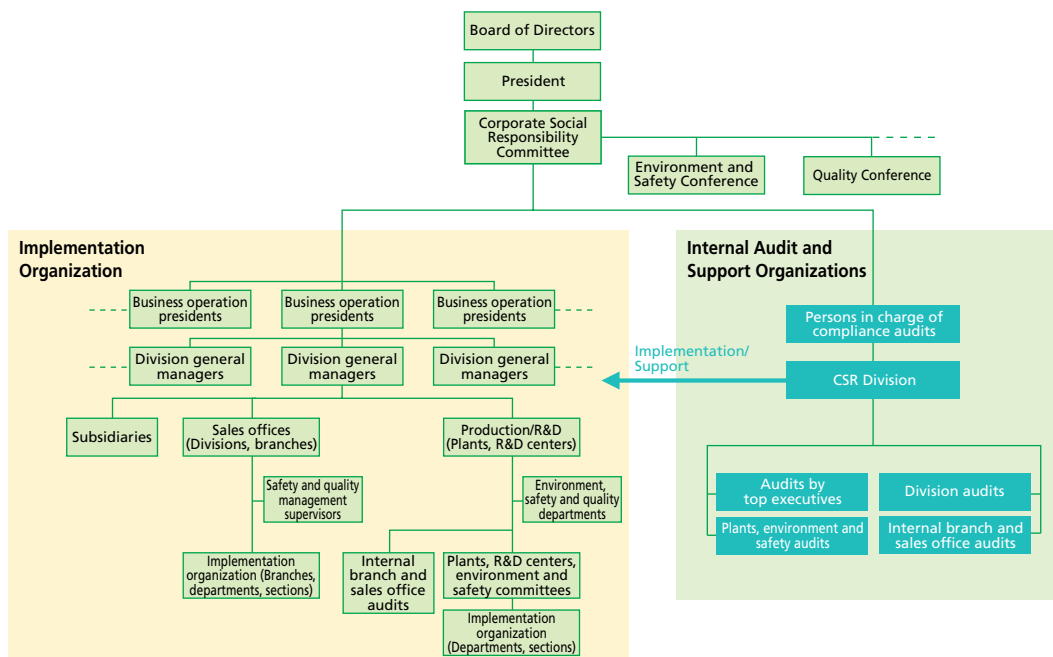 Board of Directors
President
Corporate Social
Responsibility
Committee
Environment and
Safety Conference
Quality Conference
Implementation
Organization
Business operation
presidents
Business operation
presidents
Business operation
presidents
Division general
managers
Division general
managers
Division general
managers
Subsidiaries
Sales offices
(Divisions, branches)
Production/R&D
(Plants, R&D centers)
Safety and quality
management
supervisors
Environment,
safety and quality
departments
Implementation
organization (Branches,
departments, sections)
Internal
branch and
sales office
audits
Plants, R&D centers,
environment and
safety committees
Implementation
organization
(Departments, sections)
Implementation/
Support
Internal Audit and
Support Organizations
Persons in charge of
compliance audits
CSR Division
Audits by
top executives
Division audits
Plants, environment and
safety audits
Internal branch and
sales office audits